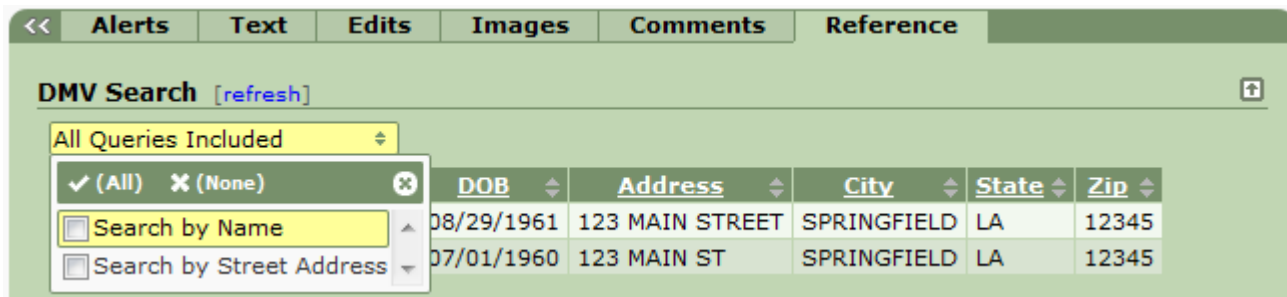 << Alerts Text Edits Images Comments Reference
DMV Search [refresh]
All Queries Included
(All) (None)
DOB Address City State Zip
Search by Name
08/29/1961 123 MAIN STREET SPRINGFIELD LA 12345
Search by Street Address
07/01/1960 123 MAIN ST SPRINGFIELD LA 12345